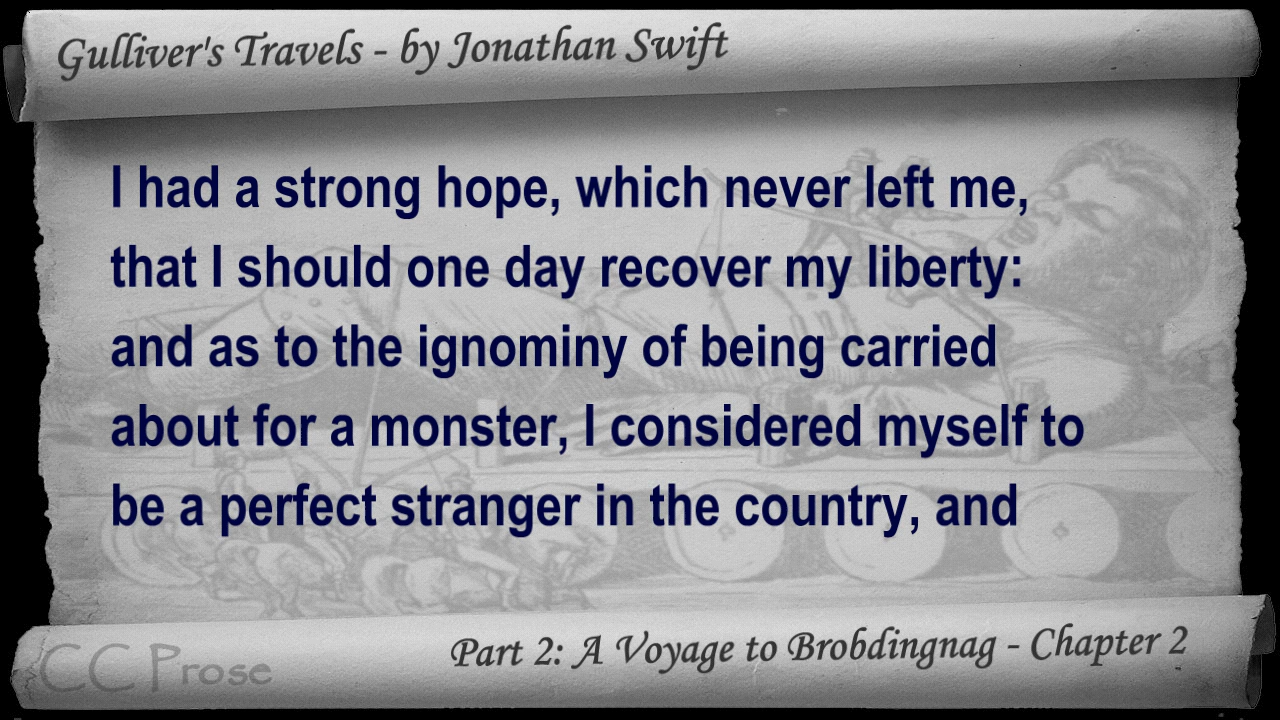 Gulliver's Travels - by Jonathan Swift
I had a strong hope, which never left me,
that I should one day recover my liberty:
and as to the ignominy of being carried
about for a monster, I considered myself to
be a perfect stranger in the country, and
Part 2: A Voyage to Brobdingnag - Chapter 2
CC Prose